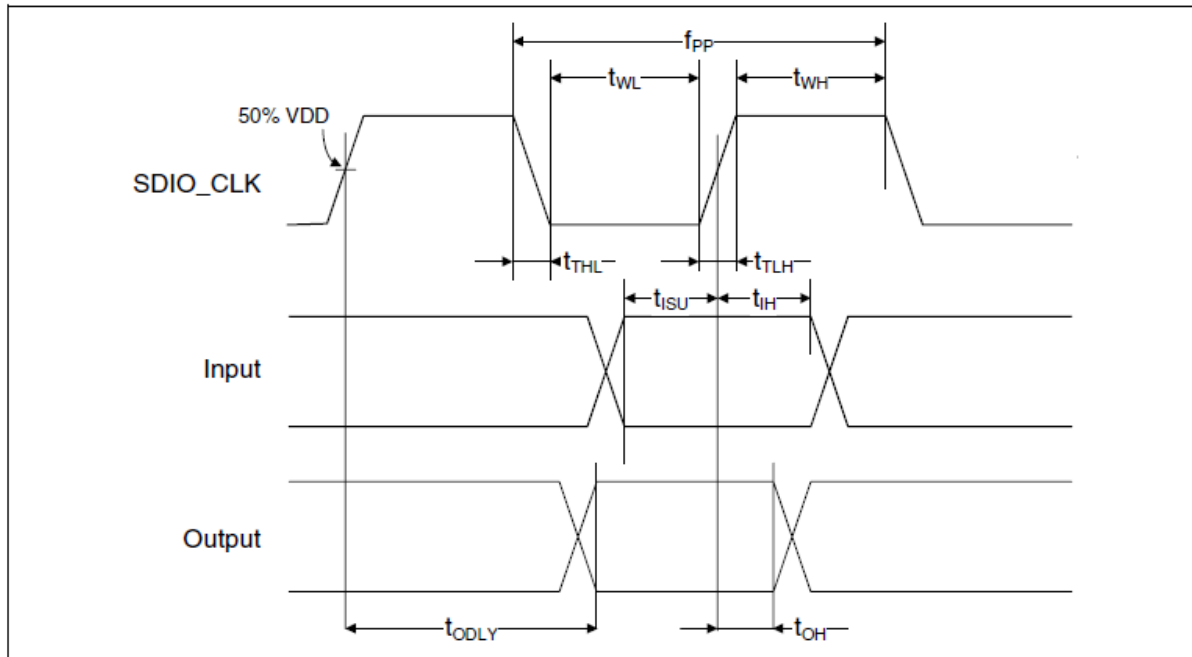 fPP
tWL
tWH
50% VDD
SDIO_CLK
tTHL
tTLH
tISU
tIH
Input
Output
tODLY
tOH